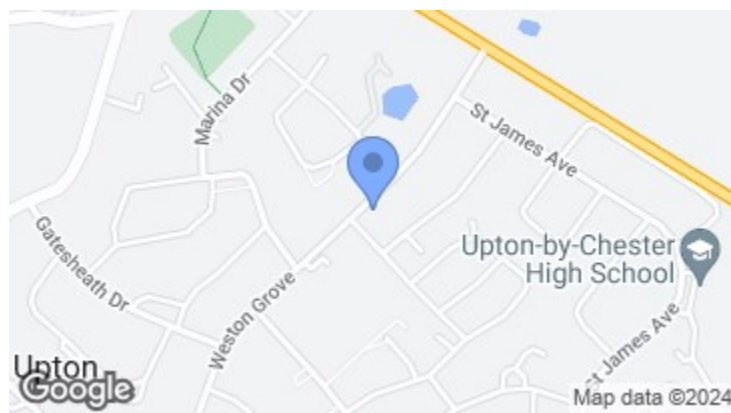 Marina Dr
St James Ave
Upton-by-Chester
High School
Gatesheath Dr
Weston Grove
St James Ave
Upton
Google
Map data ©2024